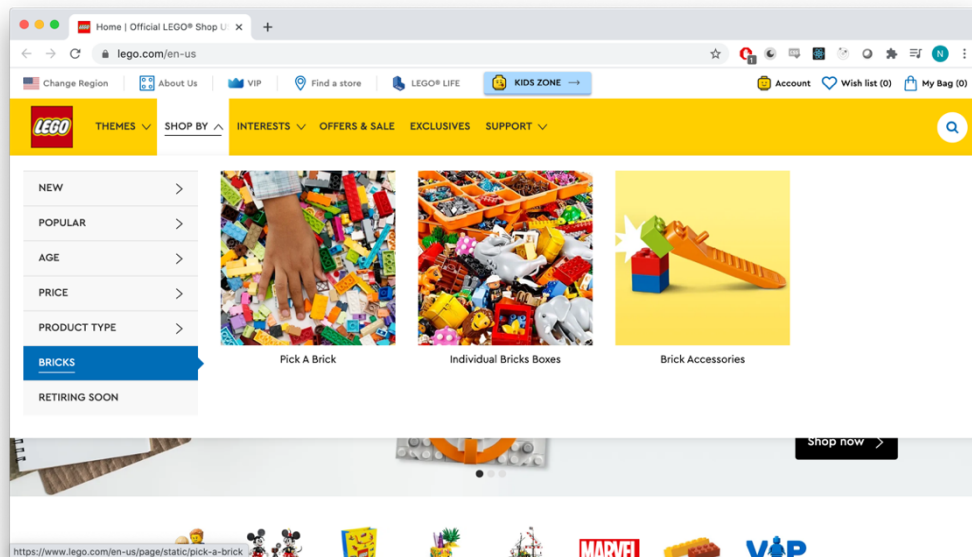 Home | Official LEGO® Shop U
lego.com/en-us
1
N
Change Region
About Us
VIP
Find a store
LEGO® LIFE
KIDS ZONE →
Account
Wish list (0)
My Bag (0)
LEGO
THEMES
SHOP BY
INTERESTS
OFFERS & SALE
EXCLUSIVES
SUPPORT
NEW
POPULAR
AGE
PRICE
PRODUCT TYPE
BRICKS
RETIRING SOON
Pick A Brick
Individual Bricks Boxes
Brick Accessories
Shop now
MARVEL
VIP
https://www.lego.com/en-us/page/static/pick-a-brick